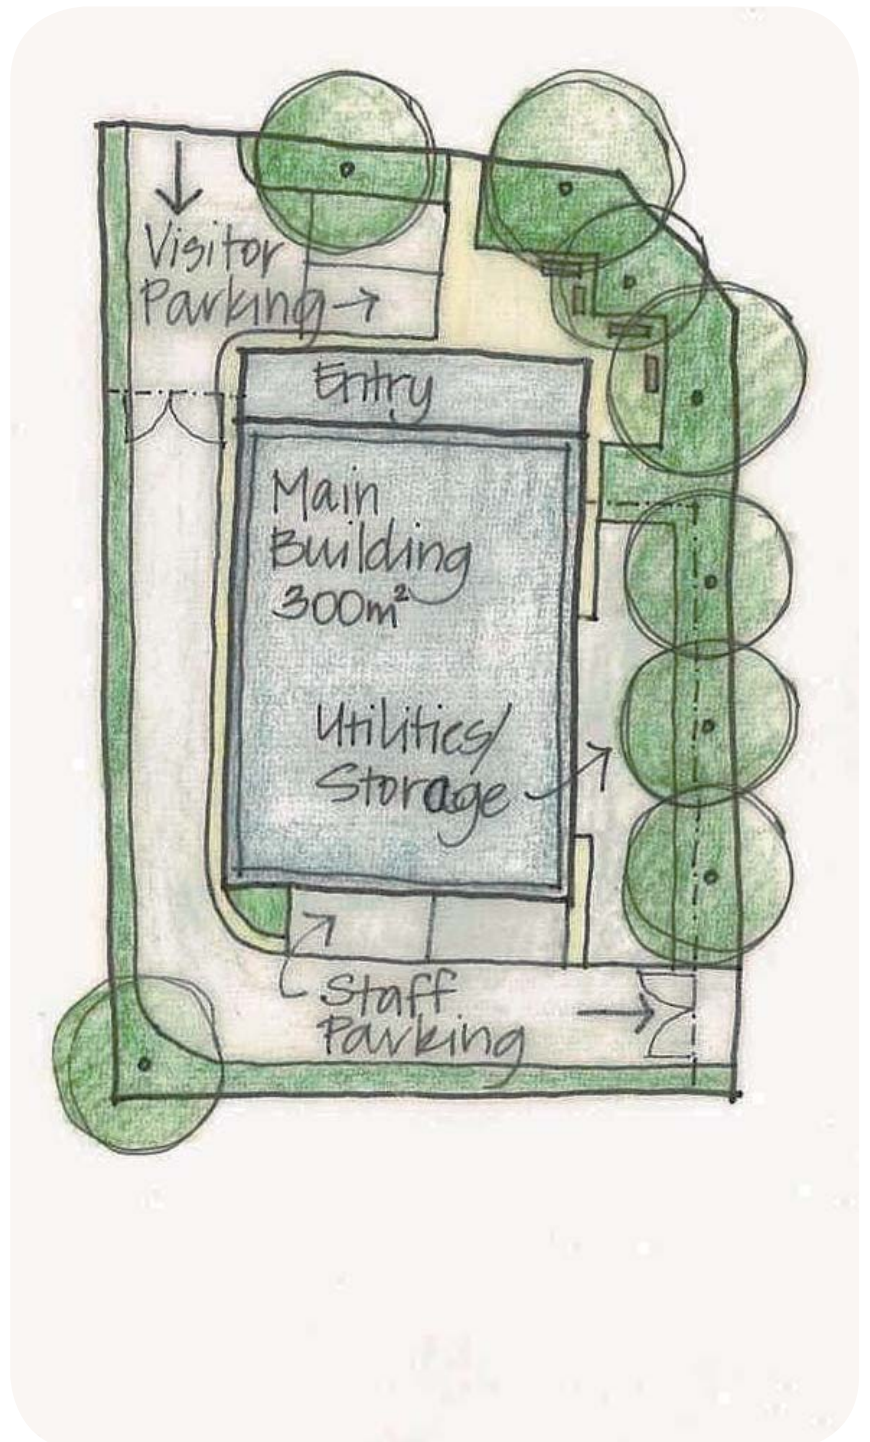 Visitor
Parking
Entry
Main
Building
300m²
Utilities/
Storage
Staff
Parking